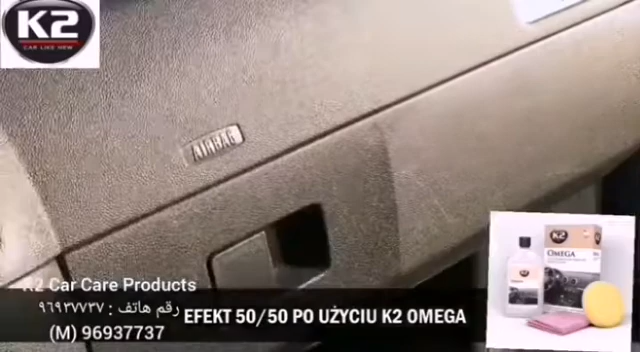 K2
CAR LIKE NEW
AIRBAG
K2 Car Care Products
رقم هاتف : ٩٦٩٣٧٧٣٧
(M) 96937737
EFEKT 50/50 PO UŻYCIU K2 OMEGA
K2
OMEGA